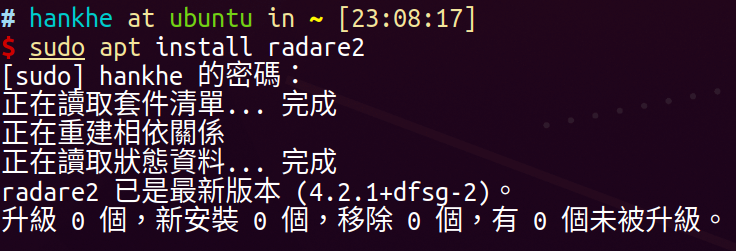 # hankhe at ubuntu in ~ [23:08:17]
$ sudo apt install radare2
[sudo] hankhe 的密碼：
正在讀取套件清單... 完成
正在重建相依關係
正在讀取狀態資料... 完成
radare2 已是最新版本 (4.2.1+dfsg-2)。
升級 0 個，新安裝 0 個，移除 0 個，有 0 個未被升級。